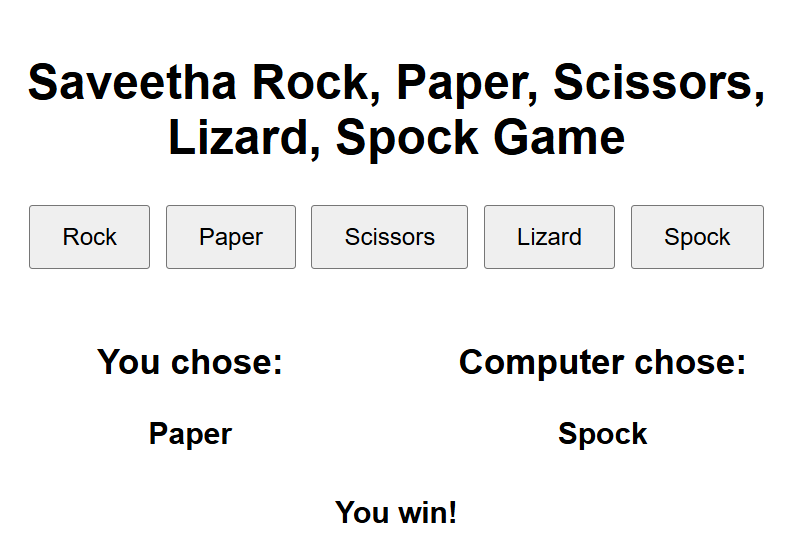 Saveetha Rock, Paper, Scissors,
Lizard, Spock Game
Rock Paper Scissors Lizard Spock
You chose: Computer chose:
Paper Spock
You win!